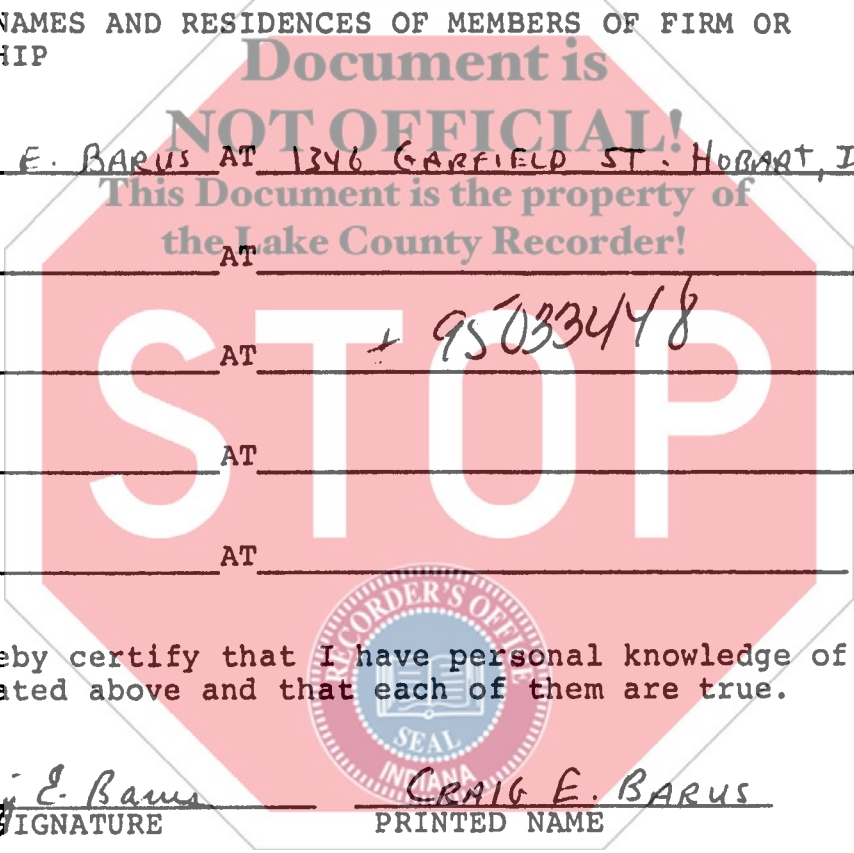 NAMES AND RESIDENCES OF MEMBERS OF FIRM OR
HIP
Document is
NOT OFFICIAL!
E. BARUS AT 1346 GARFIELD ST. HOBART, I
This Document is the property of
the Lake County Recorder!
AT
STOP
AT 95033448
AT
AT
RECORDER'S OFFICE
eby certify that I have personal knowledge of
ated above and that each of them are true.
SEAL
INDIANA
E. Barus CRAIG E. BARUS
SIGNATURE PRINTED NAME